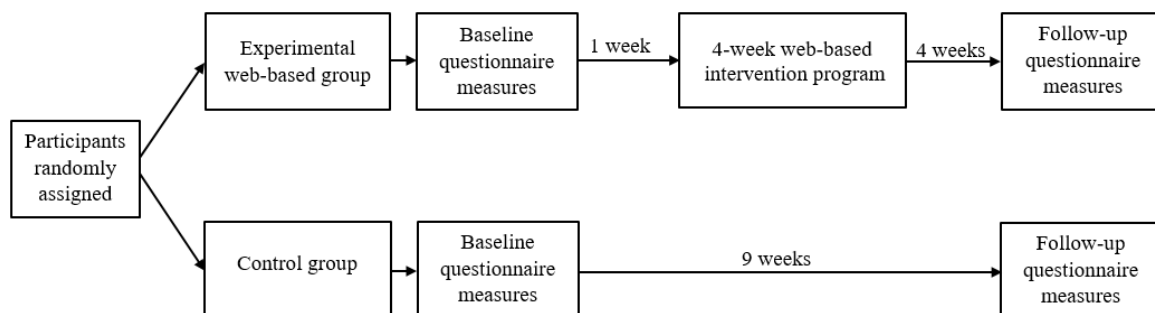 Participants
randomly
assigned
Experimental
web-based group
Baseline
questionnaire
measures
1 week
4-week web-based
intervention program
4 weeks
Follow-up
questionnaire
measures
Control group
Baseline
questionnaire
measures
9 weeks
Follow-up
questionnaire
measures